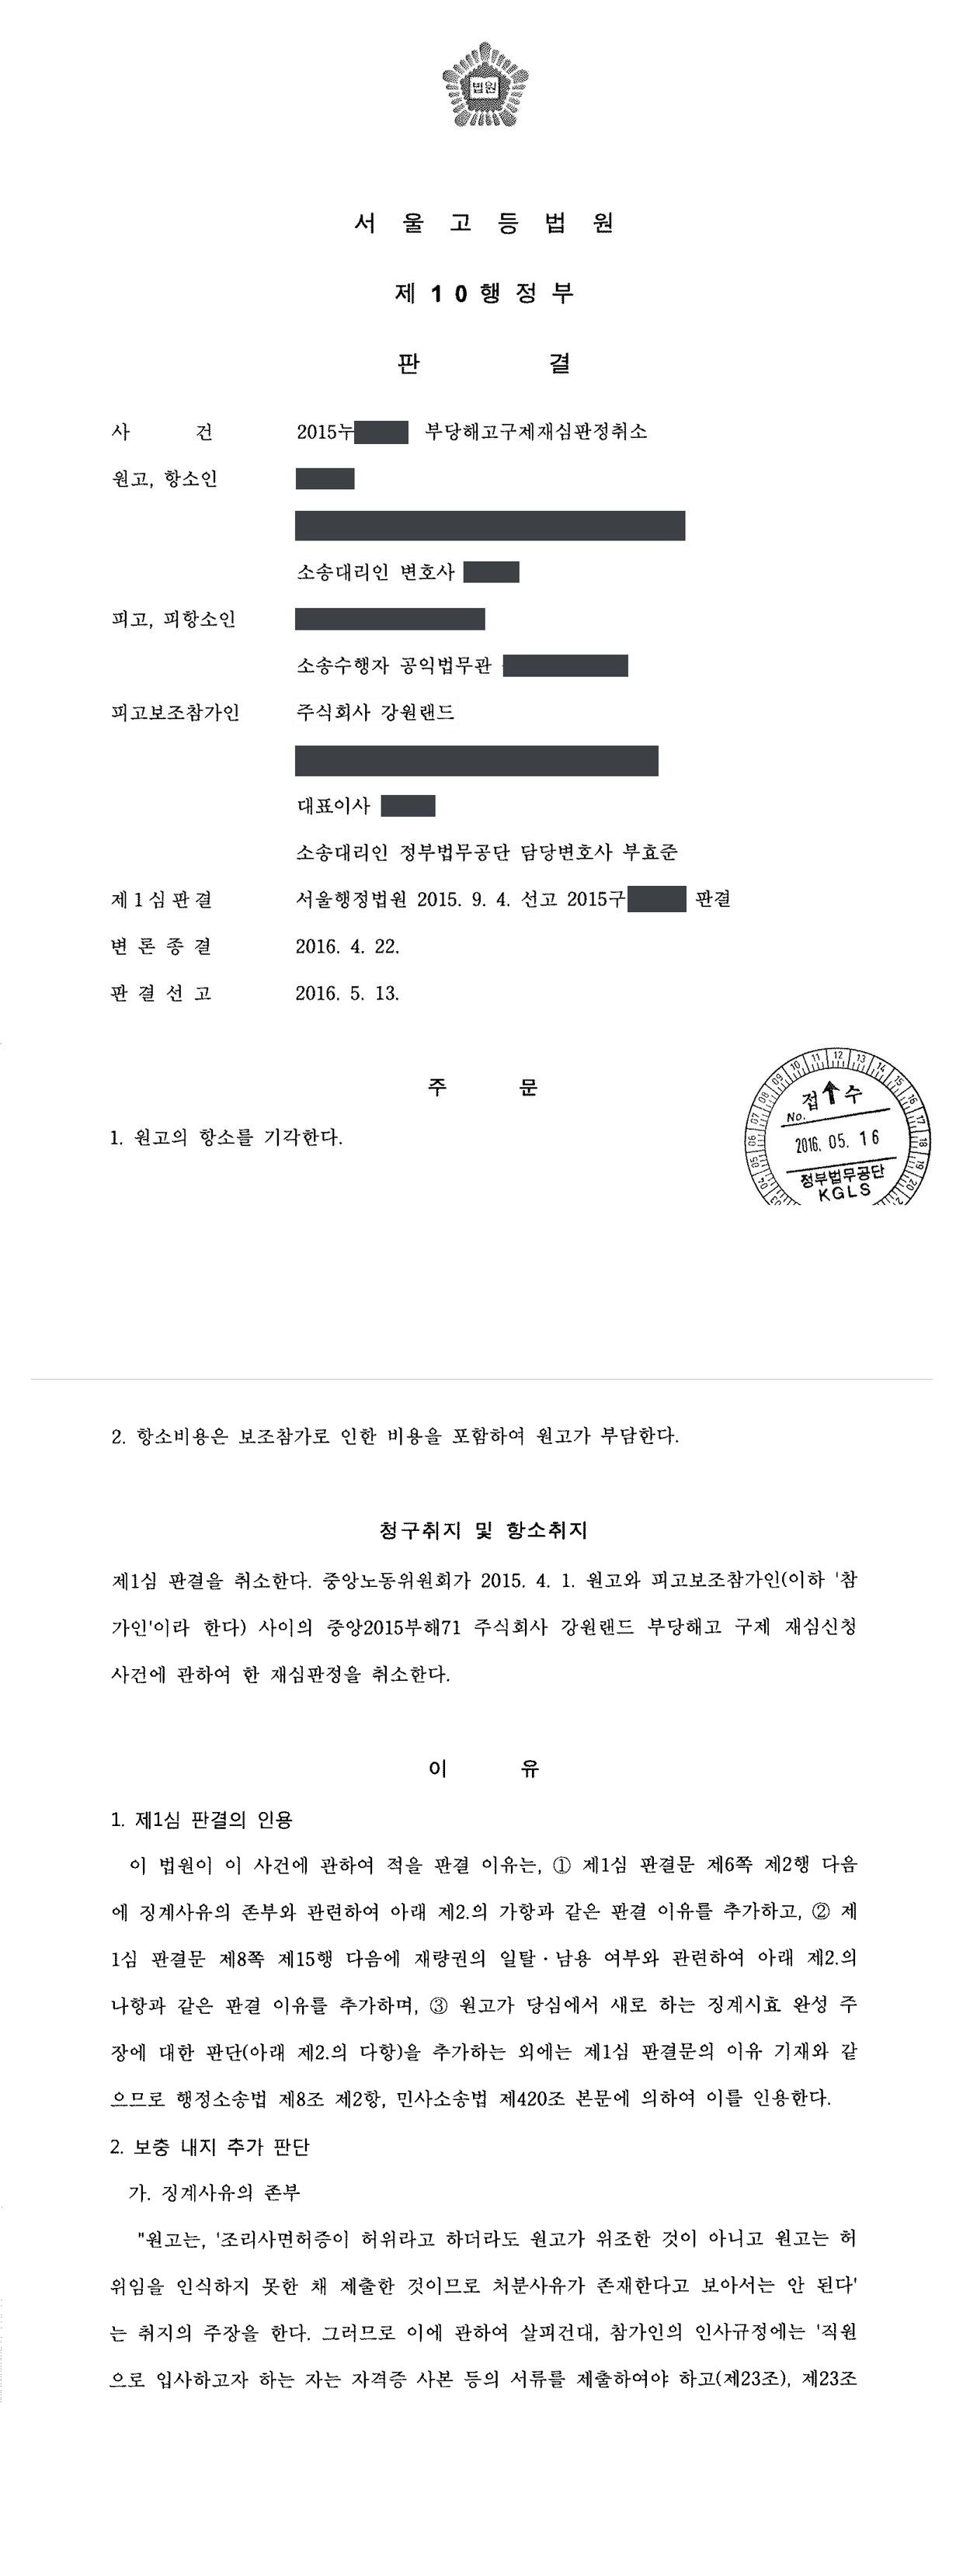 법원
서 울 고 등 법 원
제 1 0 행 정 부
판 결
사 건 2015누 부당해고구제재심판정취소
원고, 항소인
소송대리인 변호사
피고, 피항소인
소송수행자 공익법무관
피고보조참가인 주식회사 강원랜드
대표이사
소송대리인 정부법무공단 담당변호사 부효준
제1심판결 서울행정법원 2015. 9. 4. 선고 2015구 판결
변 론 종 결 2016. 4. 22.
판 결 선 고 2016. 5. 13.
주 문
1. 원고의 항소를 기각한다.
04 05 06 07 08 09 10 11 12 13 14 15 16 17 18 19 20
접 수
No.
2016. 05. 16
정부법무공단
KGLS
2. 항소비용은 보조참가로 인한 비용을 포함하여 원고가 부담한다.
청구취지 및 항소취지
제1심 판결을 취소한다. 중앙노동위원회가 2015. 4. 1. 원고와 피고보조참가인(이하 '참
가인'이라 한다) 사이의 중앙2015부해71 주식회사 강원랜드 부당해고 구제 재심신청
사건에 관하여 한 재심판정을 취소한다.
이 유
1. 제1심 판결의 인용
이 법원이 이 사건에 관하여 적을 판결 이유는, ① 제1심 판결문 제6쪽 제2행 다음
에 징계사유의 존부와 관련하여 아래 제2.의 가항과 같은 판결 이유를 추가하고, ② 제
1심 판결문 제8쪽 제15행 다음에 재량권의 일탈·남용 여부와 관련하여 아래 제2.의
나항과 같은 판결 이유를 추가하며, ③ 원고가 당심에서 새로 하는 징계시효 완성 주
장에 대한 판단(아래 제2.의 다항)을 추가하는 외에는 제1심 판결문의 이유 기재와 같
으므로 행정소송법 제8조 제2항, 민사소송법 제420조 본문에 의하여 이를 인용한다.
2. 보충 내지 추가 판단
가. 징계사유의 존부
"원고는, '조리사면허증이 허위라고 하더라도 원고가 위조한 것이 아니고 원고는 허
위임을 인식하지 못한 채 제출한 것이므로 처분사유가 존재한다고 보아서는 안 된다'
는 취지의 주장을 한다. 그러므로 이에 관하여 살피건대, 참가인의 인사규정에는 '직원
으로 입사하고자 하는 자는 자격증 사본 등의 서류를 제출하여야 하고(제23조), 제23조